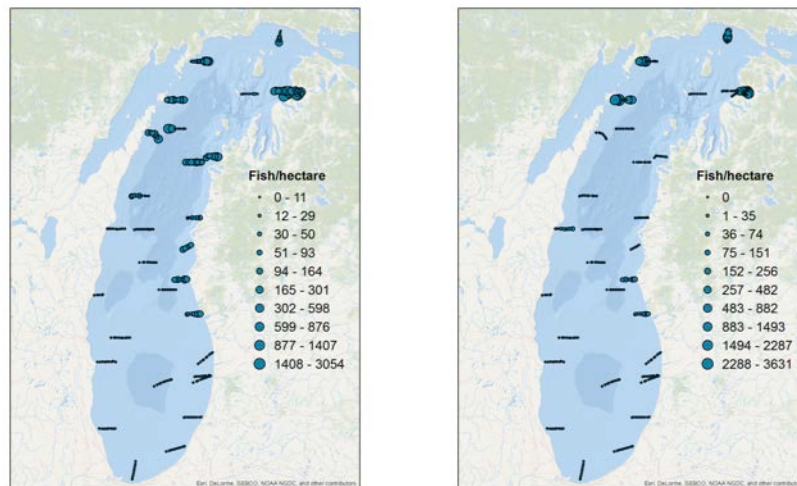 Fish/hectare
0 - 11
12 - 29
30 - 50
51 - 93
94 - 164
165 - 301
302 - 598
599 - 876
877 - 1407
1408 - 3054
Esri, DeLorme, GEBCO, NOAA NGDC, and other contributors
Fish/hectare
0
1 - 35
36 - 74
75 - 151
152 - 256
257 - 482
483 - 882
883 - 1493
1494 - 2287
2288 - 3631
Esri, DeLorme, GEBCO, NOAA NGDC, and other contributors